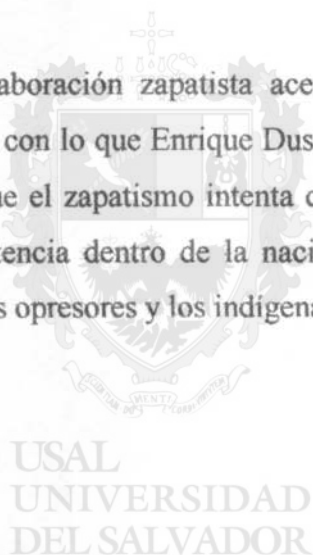 aboración zapatista ace
con lo que Enrique Dus
ue el zapatismo intenta c
tencia dentro de la naci
s opresores y los indígena
USAL
UNIVERSIDAD
DEL SALVADOR